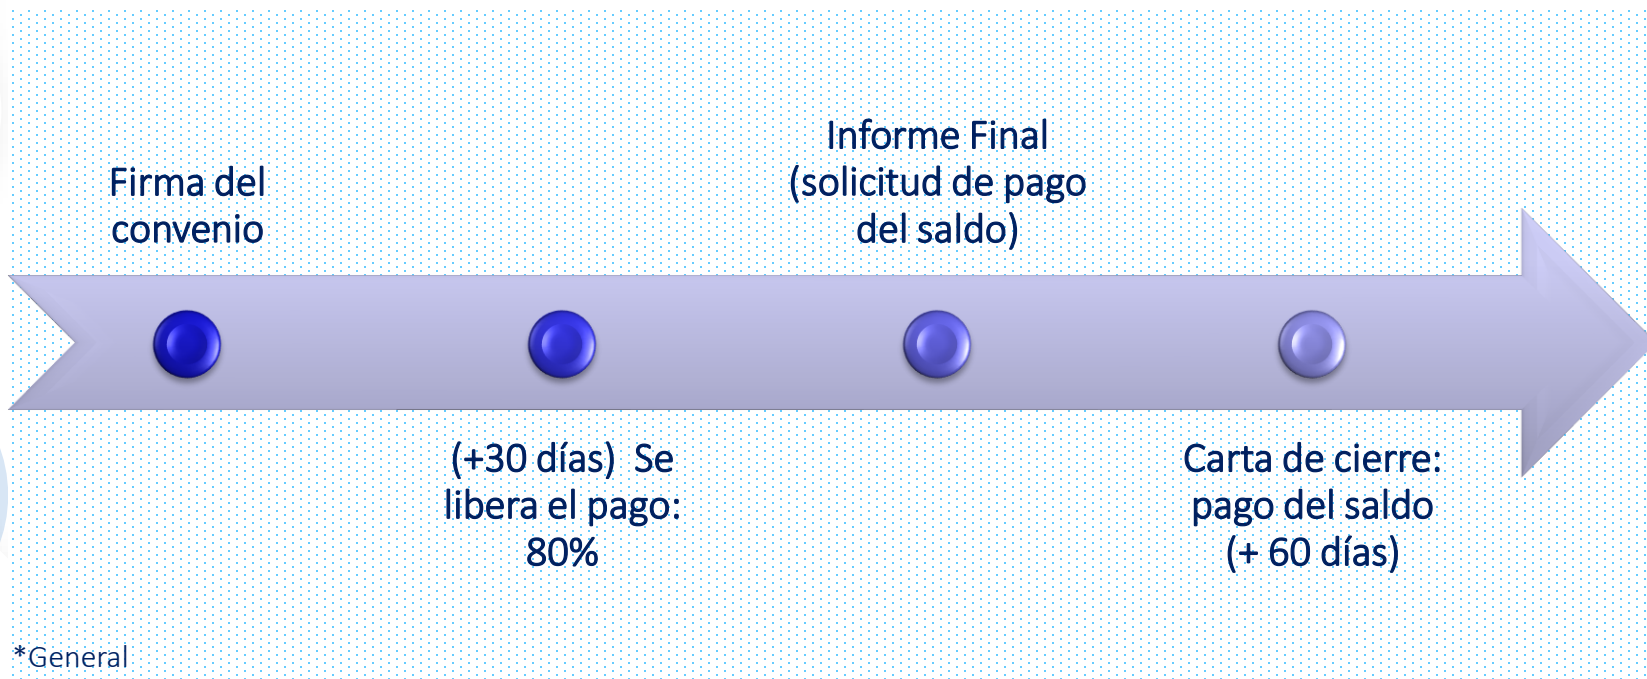 Firma del
convenio
(+30 días)  Se
libera el pago:
80%
Informe Final
(solicitud de pago
del saldo)
Carta de cierre:
pago del saldo
(+ 60 días)
*General